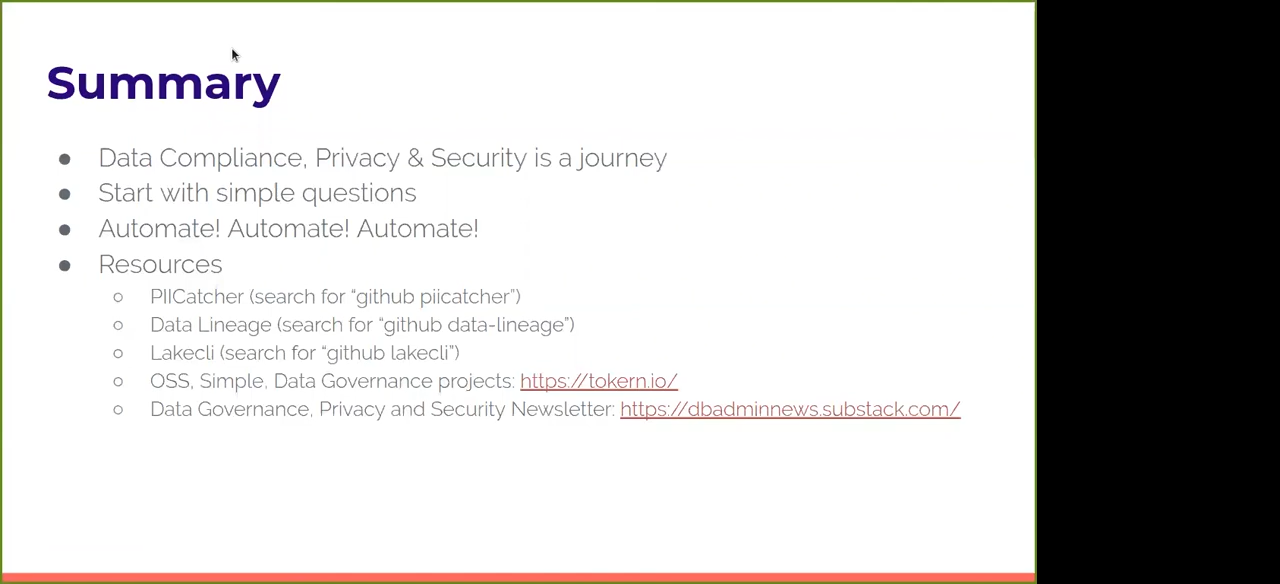 Summary
● Data Compliance, Privacy & Security is a journey
● Start with simple questions
● Automate! Automate! Automate!
● Resources
○ PIICatcher (search for “github piicatcher”)
○ Data Lineage (search for “github data-lineage”)
○ Lakecli (search for “github lakecli”)
○ OSS, Simple, Data Governance projects: https://tokern.io/
○ Data Governance, Privacy and Security Newsletter: https://dbadminnews.substack.com/